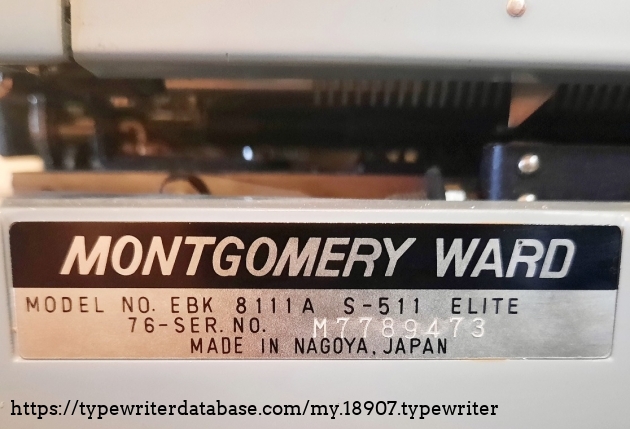 MONTGOMERY WARD
MODEL NO. EBK 8111A S-511 ELITE
76-SER. NO. M7789473
MADE IN NAGOYA, JAPAN
https://typewriterdatabase.com/my.18907.typewriter